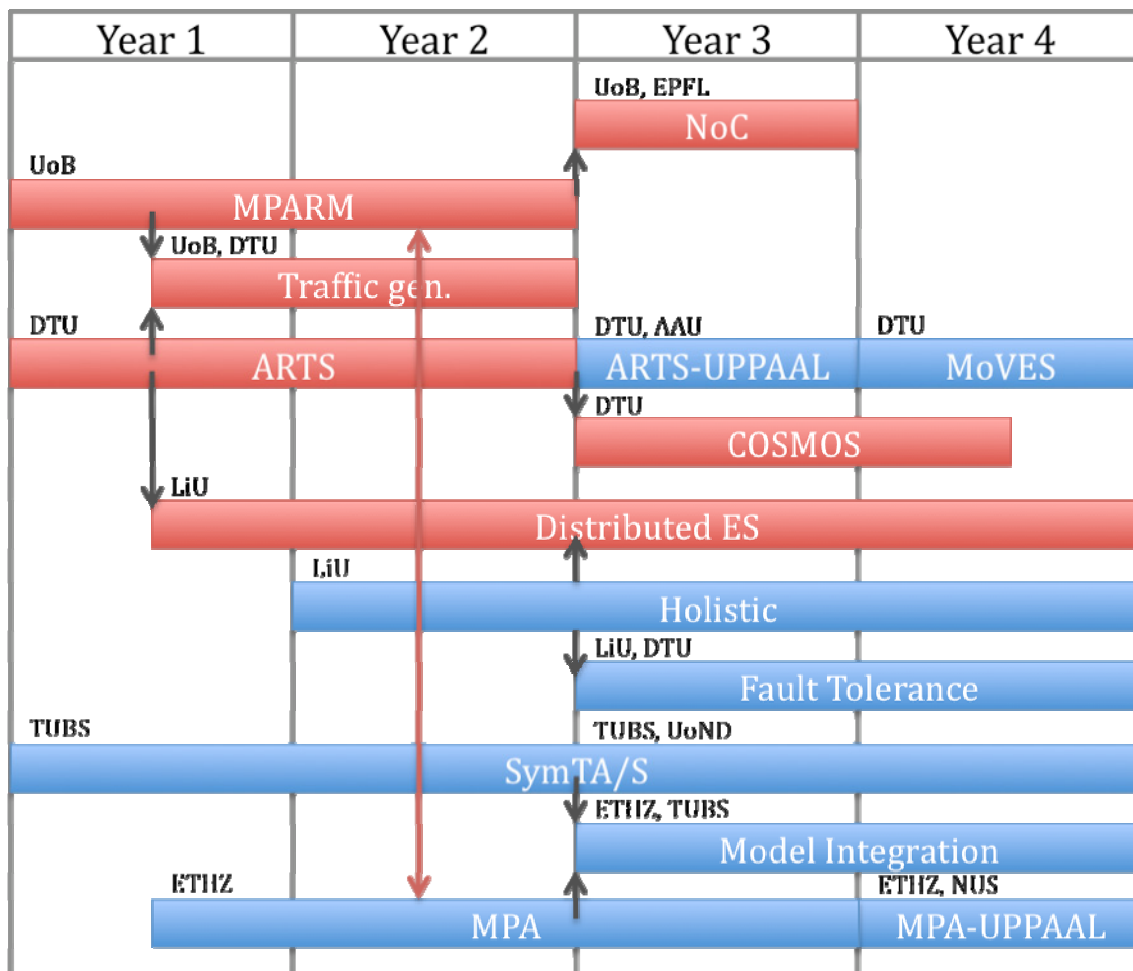 Year 1 Year 2 Year 3 Year 4
UoB, EPFL
NoC
UoB
MPARM
UoB, DTU
Traffic gen.
DTU DTU, AAU DTU
ARTS ARTS-UPPAAL MoVES
DTU
COSMOS
LiU
Distributed ES
LiU
Holistic
LiU, DTU
Fault Tolerance
TUBS TUBS, UoND
SymTA/S
ETHZ, TUBS
Model Integration
ETHZ ETHZ, NUS
MPA MPA-UPPAAL